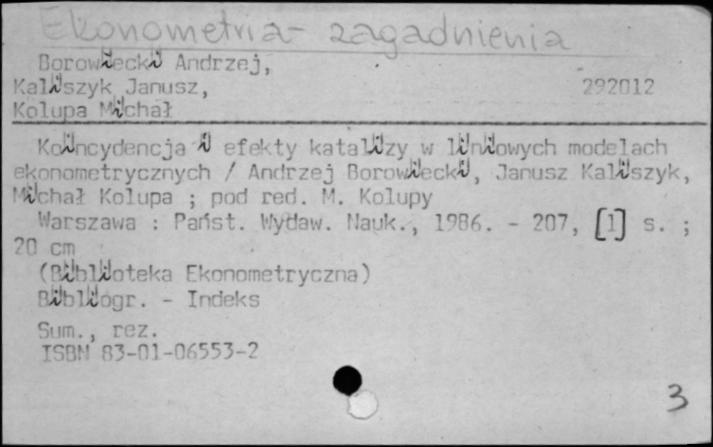 Ekonometria - zagadnienia
Borowiecki Andrzej,
Kaliszyk Janusz, 292012
Kolupa Michał
Koincydencja i efekty katalizy w liniowych modelach
ekonometrycznych / Andrzej Borowiecki, Janusz Kaliszyk,
Michał Kolupa ; pod red. M. Kolupy
Warszawa : Państ. Wydaw. Nauk., 1986. - 207, [1] s. ;
20 cm
(Biblioteka Ekonometryczna)
Bibliogr. - Indeks
Sum., rez.
ISBN 83-01-06553-2
3